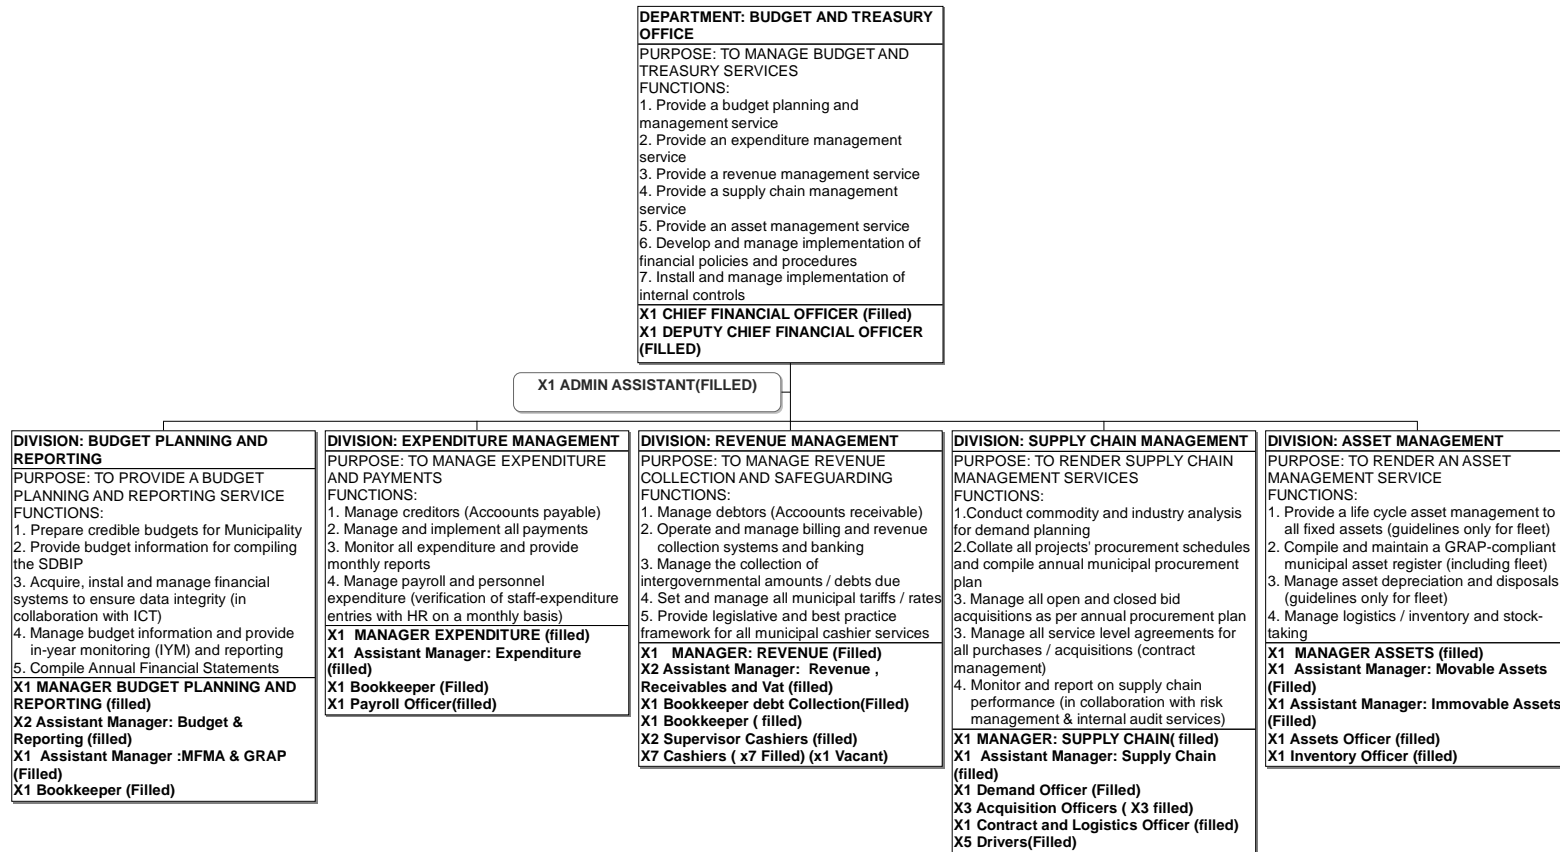 DEPARTMENT: BUDGET AND TREASURY
OFFICE
PURPOSE: TO MANAGE BUDGET AND
TREASURY SERVICES
FUNCTIONS:
1. Provide a budget planning and
management service
2. Provide an expenditure management
service
3. Provide a revenue management service
4. Provide a supply chain management
service
5. Provide an asset management service
6. Develop and manage implementation of
financial policies and procedures
7. Install and manage implementation of
internal controls
X1 CHIEF FINANCIAL OFFICER (Filled)
X1 DEPUTY CHIEF FINANCIAL OFFICER
(FILLED)
X1 ADMIN ASSISTANT(FILLED)
DIVISION: BUDGET PLANNING AND
REPORTING
PURPOSE: TO PROVIDE A BUDGET
PLANNING AND REPORTING SERVICE
FUNCTIONS:
1. Prepare credible budgets for Municipality
2. Provide budget information for compiling
the SDBIP
3. Acquire, instal and manage financial
systems to ensure data integrity (in
collaboration with ICT)
4. Manage budget information and provide
in-year monitoring (IYM) and reporting
5. Compile Annual Financial Statements
X1 MANAGER BUDGET PLANNING AND
REPORTING (filled)
X2 Assistant Manager: Budget &
Reporting (filled)
X1 Assistant Manager :MFMA & GRAP
(Filled)
X1 Bookkeeper (Filled)
DIVISION: EXPENDITURE MANAGEMENT
PURPOSE: TO MANAGE EXPENDITURE
AND PAYMENTS
FUNCTIONS:
1. Manage creditors (Accoounts payable)
2. Manage and implement all payments
3. Monitor all expenditure and provide
monthly reports
4. Manage payroll and personnel
expenditure (verification of staff-expenditure
entries with HR on a monthly basis)
X1 MANAGER EXPENDITURE (filled)
X1 Assistant Manager: Expenditure
(filled)
X1 Bookkeeper (Filled)
X1 Payroll Officer(filled)
DIVISION: REVENUE MANAGEMENT
PURPOSE: TO MANAGE REVENUE
COLLECTION AND SAFEGUARDING
FUNCTIONS:
1. Manage debtors (Accoounts receivable)
2. Operate and manage billing and revenue
collection systems and banking
3. Manage the collection of
intergovernmental amounts / debts due
4. Set and manage all municipal tariffs / rates
5. Provide legislative and best practice
framework for all municipal cashier services
X1 MANAGER: REVENUE (Filled)
X2 Assistant Manager: Revenue ,
Receivables and Vat (filled)
X1 Bookkeeper debt Collection(Filled)
X1 Bookkeeper ( filled)
X2 Supervisor Cashiers (filled)
X7 Cashiers ( x7 Filled) (x1 Vacant)
DIVISION: SUPPLY CHAIN MANAGEMENT
PURPOSE: TO RENDER SUPPLY CHAIN
MANAGEMENT SERVICES
FUNCTIONS:
1.Conduct commodity and industry analysis
for demand planning
2.Collate all projects' procurement schedules
and compile annual municipal procurement
plan
3. Manage all open and closed bid
acquisitions as per annual procurement plan
3. Manage all service level agreements for
all purchases / acquisitions (contract
management)
4. Monitor and report on supply chain
performance (in collaboration with risk
management & internal audit services)
X1 MANAGER: SUPPLY CHAIN( filled)
X1 Assistant Manager: Supply Chain
(filled)
X1 Demand Officer (Filled)
X3 Acquisition Officers ( X3 filled)
X1 Contract and Logistics Officer (filled)
X5 Drivers(Filled)
DIVISION: ASSET MANAGEMENT
PURPOSE: TO RENDER AN ASSET
MANAGEMENT SERVICE
FUNCTIONS:
1. Provide a life cycle asset management to
all fixed assets (guidelines only for fleet)
2. Compile and maintain a GRAP-compliant
municipal asset register (including fleet)
3. Manage asset depreciation and disposals
(guidelines only for fleet)
4. Manage logistics / inventory and stock-
taking
X1 MANAGER ASSETS (filled)
X1 Assistant Manager: Movable Assets
(Filled)
X1 Assistant Manager: Immovable Assets
(Filled)
X1 Assets Officer (filled)
X1 Inventory Officer (filled)